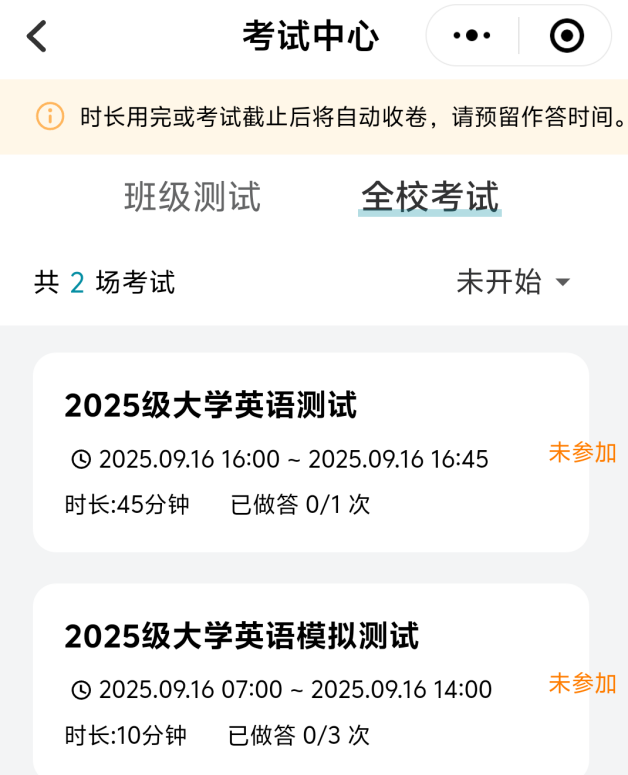 考试中心
时长用完或考试截止后将自动收卷，请预留作答时间。
班级测试 全校考试
共 2 场考试 未开始
2025级大学英语测试
2025.09.16 16:00 ~ 2025.09.16 16:45
未参加
时长:45分钟 已做答 0/1 次
2025级大学英语模拟测试
2025.09.16 07:00 ~ 2025.09.16 14:00
未参加
时长:10分钟 已做答 0/3 次